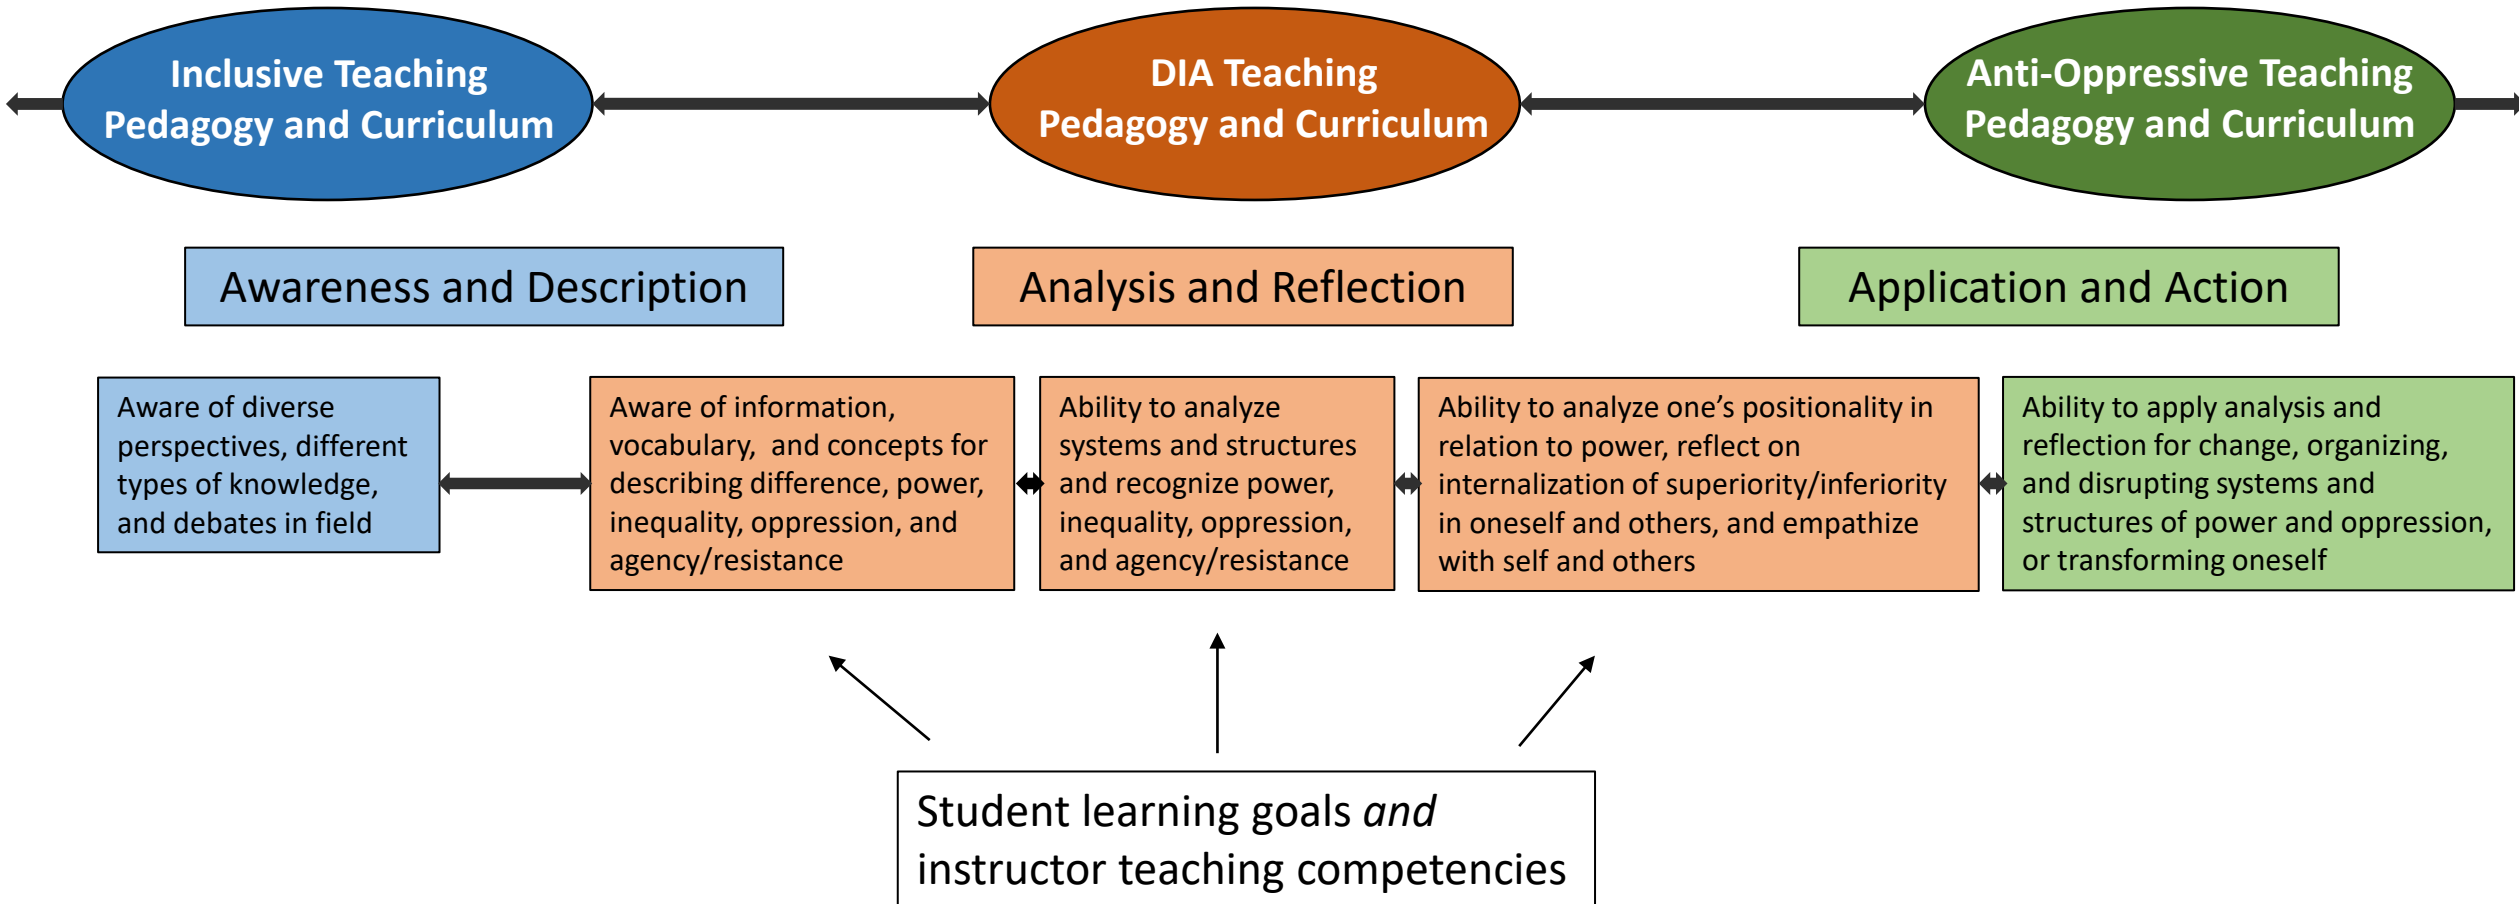 Inclusive Teaching
Pedagogy and Curriculum
DIA Teaching
Pedagogy and Curriculum
Anti-Oppressive Teaching
Pedagogy and Curriculum
Awareness and Description
Analysis and Reflection
Application and Action
Aware of diverse
perspectives, different
types of knowledge,
and debates in field
Aware of information,
vocabulary,  and concepts for
describing difference, power,
inequality, oppression, and
agency/resistance
Ability to analyze
systems and structures
and recognize power,
inequality, oppression,
and agency/resistance
Ability to analyze one’s positionality in
relation to power, reflect on
internalization of superiority/inferiority
in oneself and others, and empathize
with self and others
Ability to apply analysis and
reflection for change, organizing,
and disrupting systems and
structures of power and oppression,
or transforming oneself
Student learning goals and
instructor teaching competencies